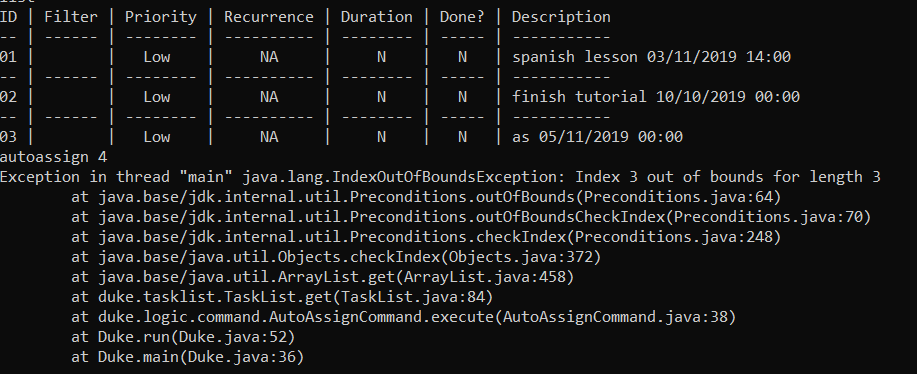 list
ID | Filter | Priority | Recurrence | Duration | Done? | Description
-- | ------ | -------- | ---------- | -------- | ----- | -----------
01 |        |   Low    |     NA     |    N     |   N   | spanish lesson 03/11/2019 14:00
-- | ------ | -------- | ---------- | -------- | ----- | -----------
02 |        |   Low    |     NA     |    N     |   N   | finish tutorial 10/10/2019 00:00
-- | ------ | -------- | ---------- | -------- | ----- | -----------
03 |        |   Low    |     NA     |    N     |   N   | as 05/11/2019 00:00
autoassign 4
Exception in thread "main" java.lang.IndexOutOfBoundsException: Index 3 out of bounds for length 3
        at java.base/jdk.internal.util.Preconditions.outOfBounds(Preconditions.java:64)
        at java.base/jdk.internal.util.Preconditions.outOfBoundsCheckIndex(Preconditions.java:70)
        at java.base/jdk.internal.util.Preconditions.checkIndex(Preconditions.java:248)
        at java.base/java.util.Objects.checkIndex(Objects.java:372)
        at java.base/java.util.ArrayList.get(ArrayList.java:458)
        at duke.tasklist.TaskList.get(TaskList.java:84)
        at duke.logic.command.AutoAssignCommand.execute(AutoAssignCommand.java:38)
        at Duke.run(Duke.java:52)
        at Duke.main(Duke.java:36)